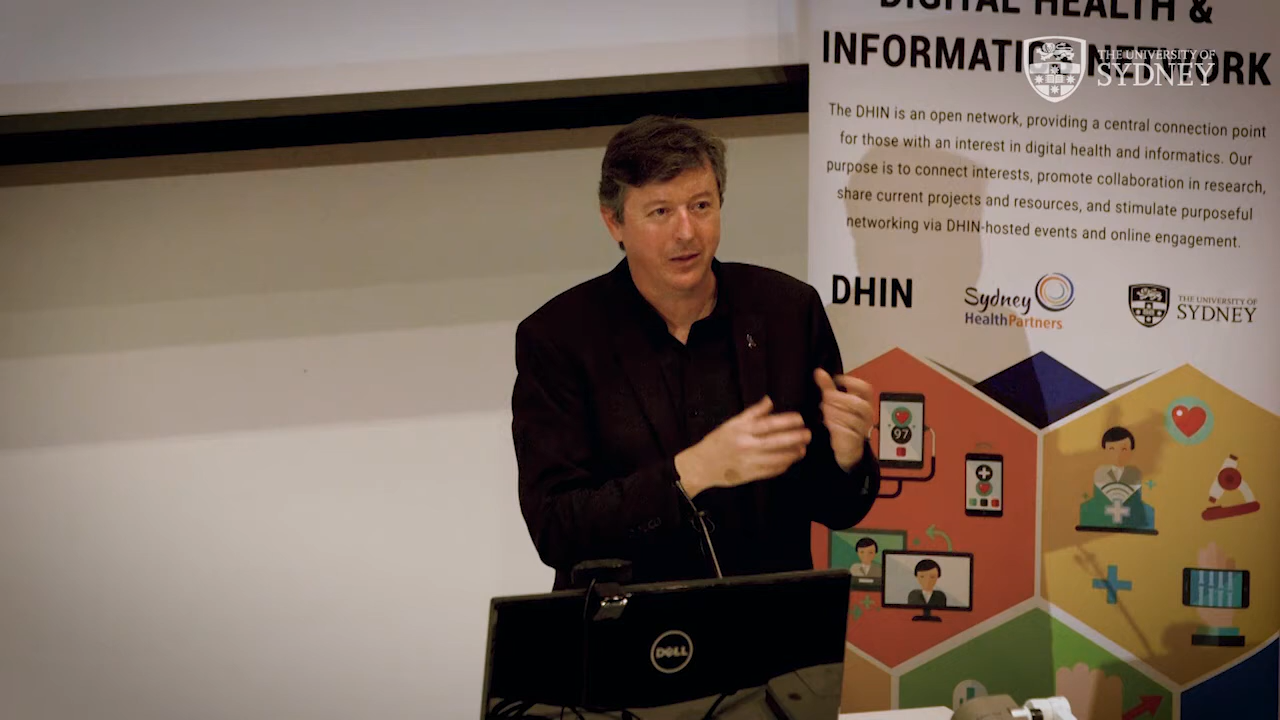 DIGITAL HEALTH &
INFORMATICS NETWORK
THE UNIVERSITY OF
SYDNEY
The DHIN is an open network, providing a central connection point
for those with an interest in digital health and informatics. Our
purpose is to connect interests, promote collaboration in research,
share current projects and resources, and stimulate purposeful
networking via DHIN-hosted events and online engagement.
DHIN
Sydney
HealthPartners
THE UNIVERSITY OF
SYDNEY
97
DELL